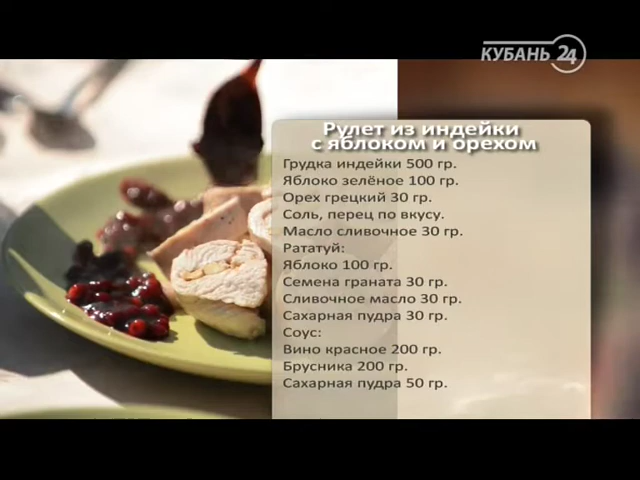 КУБАНЬ 24
Рулет из индейки
с яблоком и орехом
Грудка индейки 500 гр.
Яблоко зелёное 100 гр.
Орех грецкий 30 гр.
Соль, перец по вкусу.
Масло сливочное 30 гр.
Рататуй:
Яблоко 100 гр.
Семена граната 30 гр.
Сливочное масло 30 гр.
Сахарная пудра 30 гр.
Соус:
Вино красное 200 гр.
Брусника 200 гр.
Сахарная пудра 50 гр.